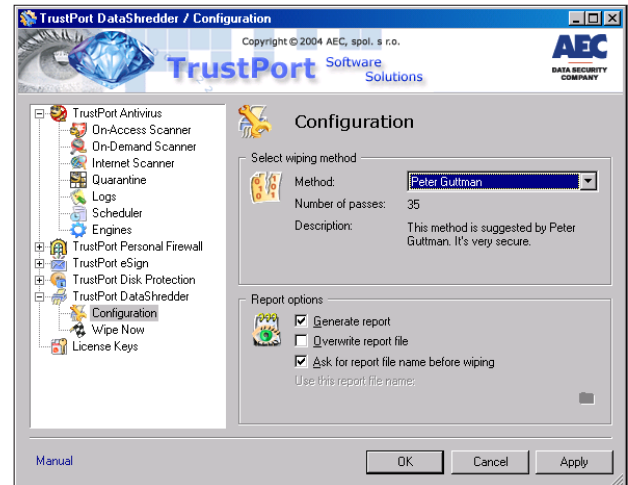 TrustPort DataShredder / Configuration
Copyright © 2004 AEC, spol. s r.o.
TrustPort Software Solutions
AEC
DATA SECURITY
COMPANY
TrustPort Antivirus
On-Access Scanner
On-Demand Scanner
Internet Scanner
Quarantine
Logs
Scheduler
Engines
TrustPort Personal Firewall
TrustPort eSign
TrustPort Disk Protection
TrustPort DataShredder
Configuration
Wipe Now
License Keys
Configuration
Select wiping method
Method: Peter Guttman
Number of passes: 35
Description: This method is suggested by Peter
Guttman. It's very secure.
Report options
Generate report
Overwrite report file
Ask for report file name before wiping
Use this report file name:
Manual
OK Cancel Apply